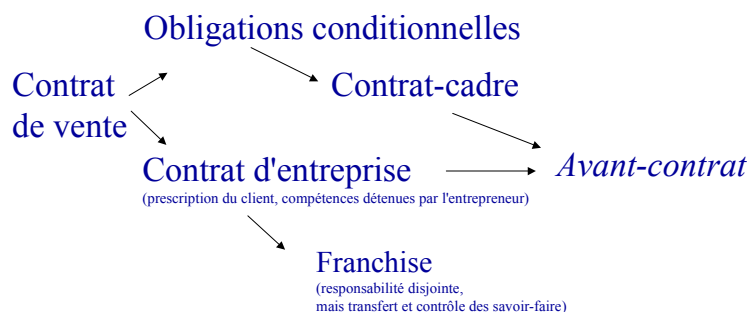 Obligations conditionnelles
Contrat
de vente
Contrat-cadre
Contrat d'entreprise
(prescription du client, compétences détenues par l'entrepreneur)
Avant-contrat
Franchise
(responsabilité disjointe,
mais transfert et contrôle des savoir-faire)